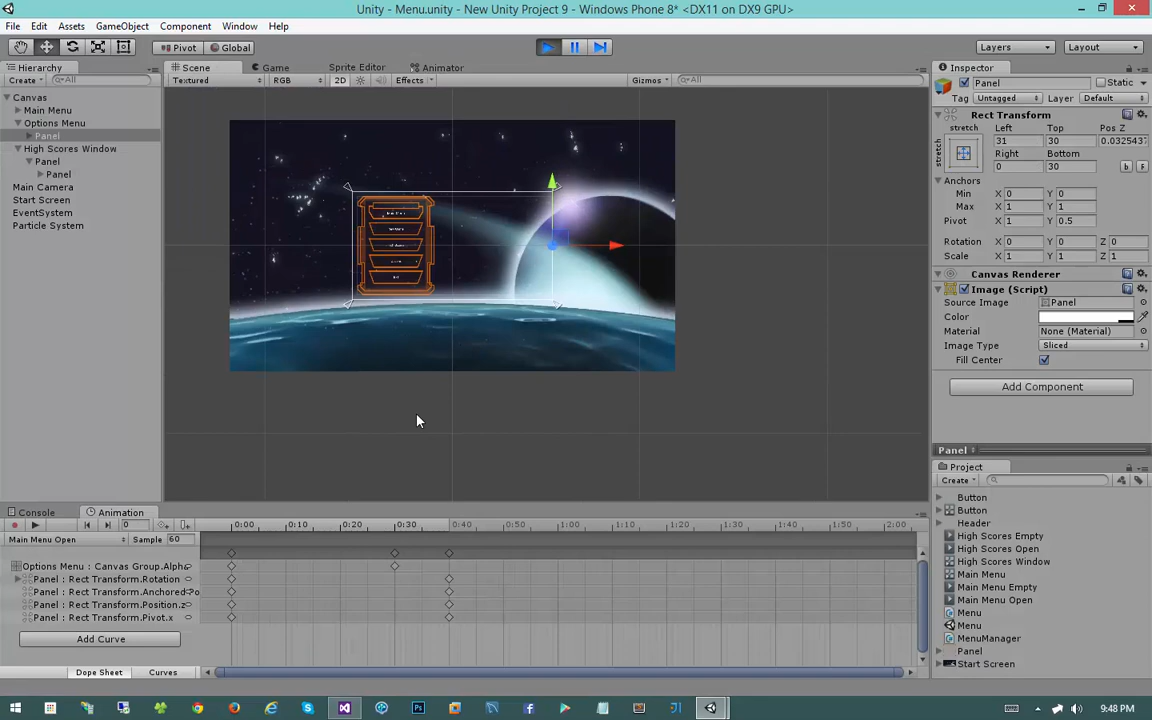 Unity - Menu.unity - New Unity Project 9 - Windows Phone 8* <DX11 on DX9 GPU>
File Edit Assets GameObject Component Window Help
Pivot Global Layers Layout
Hierarchy
Create All
Canvas
Main Menu
Options Menu
Panel
High Scores Window
Panel
Panel
Main Camera
Start Screen
EventSystem
Particle System
Scene Game Sprite Editor Animator
Textured RGB 2D Effects Gizmos All
Inspector
Panel Static
Tag Untagged Layer Default
Rect Transform
stretch Left Top Pos Z
stretch
31 30 0.0325437
Right Bottom
0 30 B R
Anchors
Min X 0 Y 0
Max X 1 Y 1
Pivot X 1 Y 0.5
Rotation X 0 Y 0 Z 0
Scale X 1 Y 1 Z 1
Canvas Renderer
Image (Script)
Source Image Panel
Color
Material None (Material)
Image Type Sliced
Fill Center
Add Component
Panel
Project
Create
Button
Button
Header
High Scores Empty
High Scores Open
High Scores Window
Main Menu
Main Menu Empty
Main Menu Open
Menu
Menu
MenuManager
Panel
Start Screen
Console Animation
0 0:00 0:10 0:20 0:30 0:40 0:50 1:00 1:10 1:20 1:30 1:40 1:50 2:00
Main Menu Open Sample 60
Options Menu : Canvas Group.Alpha
Panel : Rect Transform.Rotation
Panel : Rect Transform.Anchored Po
Panel : Rect Transform.Position.z
Panel : Rect Transform.Pivot.x
Add Curve
Dope Sheet Curves
9:48 PM